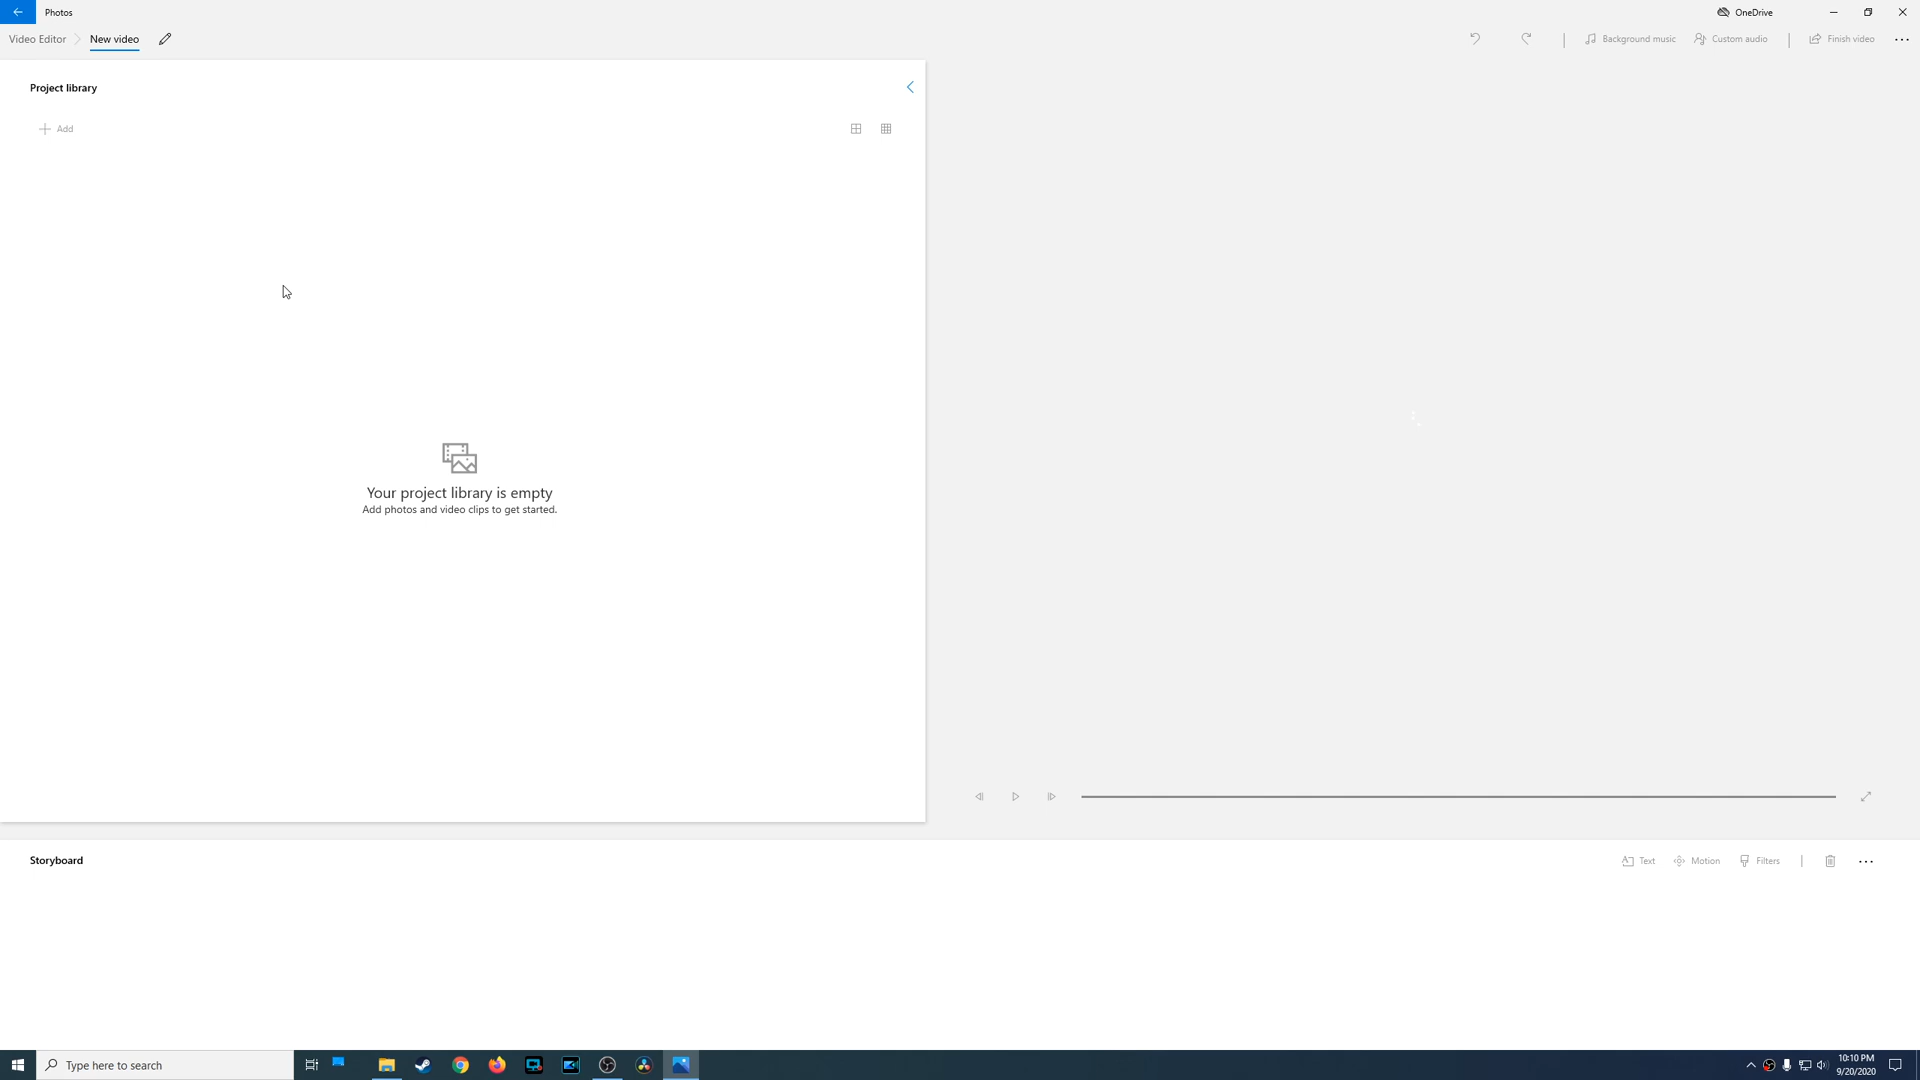 Photos
OneDrive
Video Editor
New video
Background music
Custom audio
Finish video
Project library
Add
Your project library is empty
Add photos and video clips to get started.
Storyboard
Text
Motion
Filters
Type here to search
10:10 PM
9/20/2020